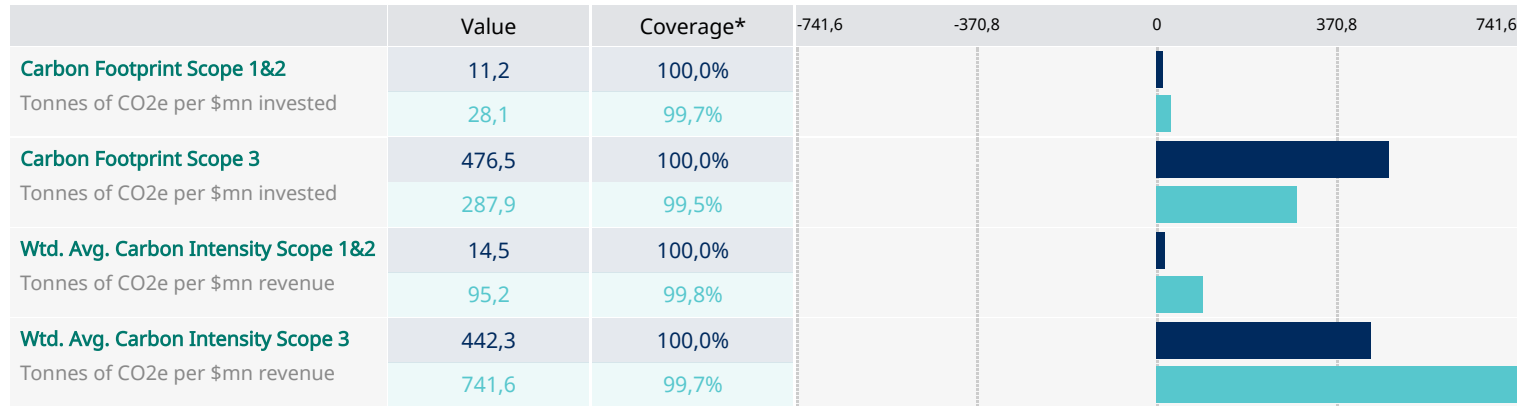 Value Coverage* -741,6 -370,8 0 370,8 741,6
Carbon Footprint Scope 1&2 11,2 100,0%
Tonnes of CO2e per $mn invested 28,1 99,7%
Carbon Footprint Scope 3 476,5 100,0%
Tonnes of CO2e per $mn invested 287,9 99,5%
Wtd. Avg. Carbon Intensity Scope 1&2 14,5 100,0%
Tonnes of CO2e per $mn revenue 95,2 99,8%
Wtd. Avg. Carbon Intensity Scope 3 442,3 100,0%
Tonnes of CO2e per $mn revenue 741,6 99,7%